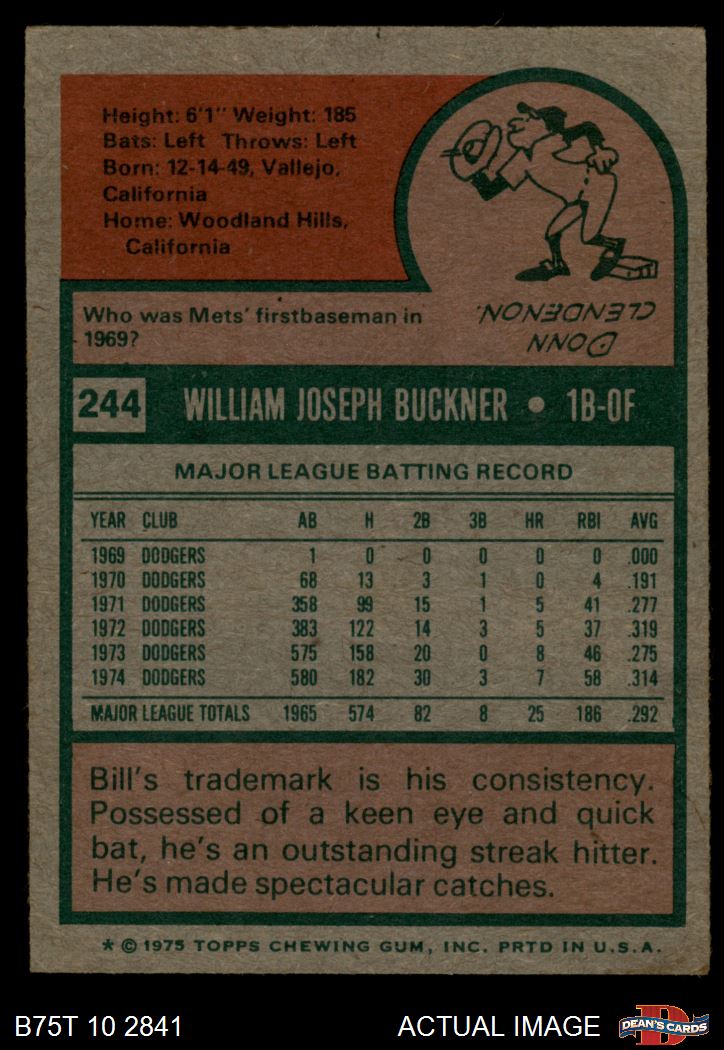 Height: 6'1" Weight: 185
Bats: Left Throws: Left
Born: 12-14-49, Vallejo,
California
Home: Woodland Hills,
California
Who was Mets' firstbaseman in
1969?
DONN
CLENDENON.
244 WILLIAM JOSEPH BUCKNER • 1B-OF
MAJOR LEAGUE BATTING RECORD
YEAR CLUB AB H 2B 3B HR RBI AVG
1969 DODGERS 1 0 0 0 0 0 .000
1970 DODGERS 68 13 3 1 0 4 .191
1971 DODGERS 358 99 15 1 5 41 .277
1972 DODGERS 383 122 14 3 5 37 .319
1973 DODGERS 575 158 20 0 8 46 .275
1974 DODGERS 580 182 30 3 7 58 .314
MAJOR LEAGUE TOTALS 1965 574 82 8 25 186 .292
Bill's trademark is his consistency.
Possessed of a keen eye and quick
bat, he's an outstanding streak hitter.
He's made spectacular catches.
* © 1975 TOPPS CHEWING GUM, INC. PRTD IN U.S.A.
B75T 10 2841 ACTUAL IMAGE D DEAN'S CARDS